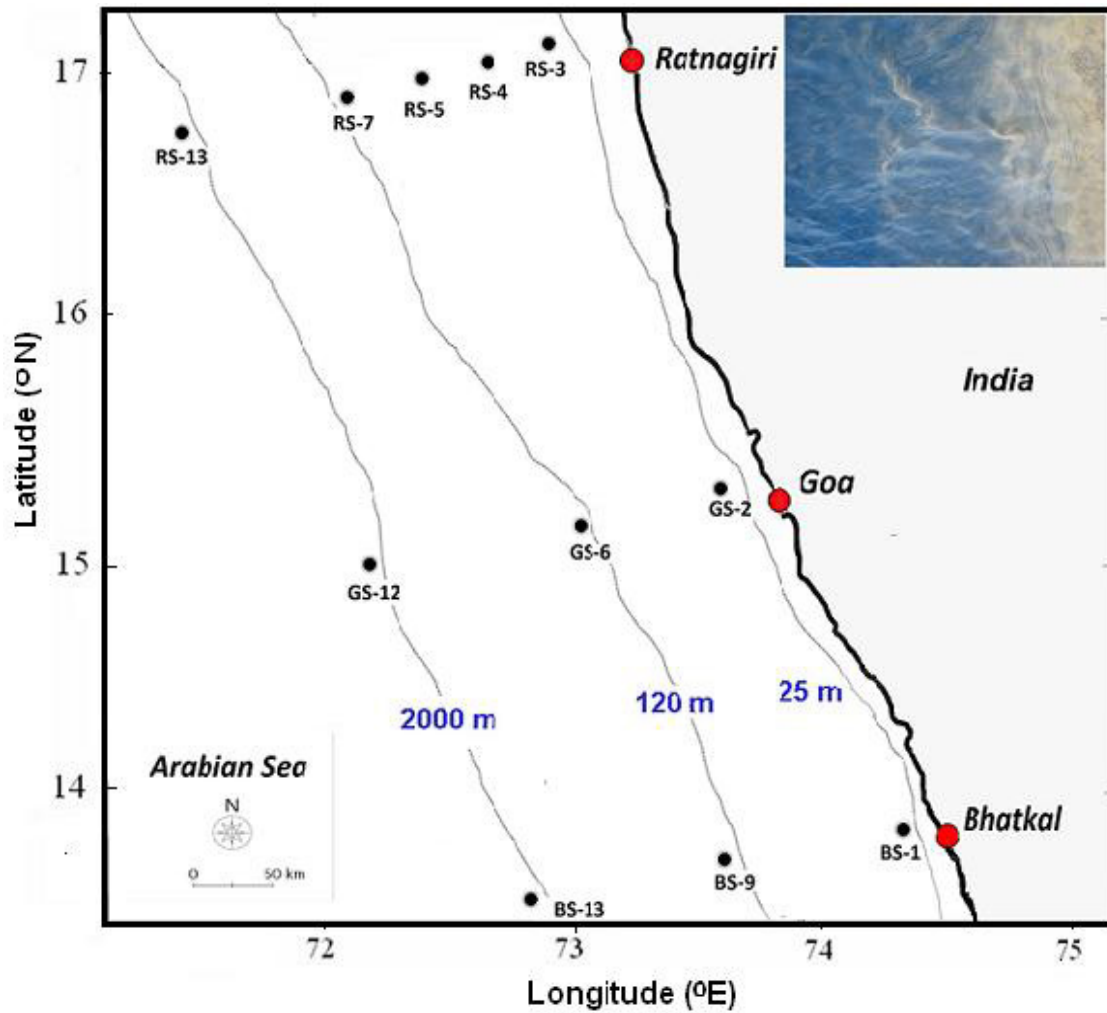 17
16
15
14
Latitude (°N)
RS-3
RS-4
RS-5
RS-7
RS-13
Ratnagiri
India
GS-2
Goa
GS-6
GS-12
2000 m
120 m
25 m
Arabian Sea
N
0 50 km
Bhatkal
BS-1
BS-9
BS-13
72 73 74 75
Longitude (°E)